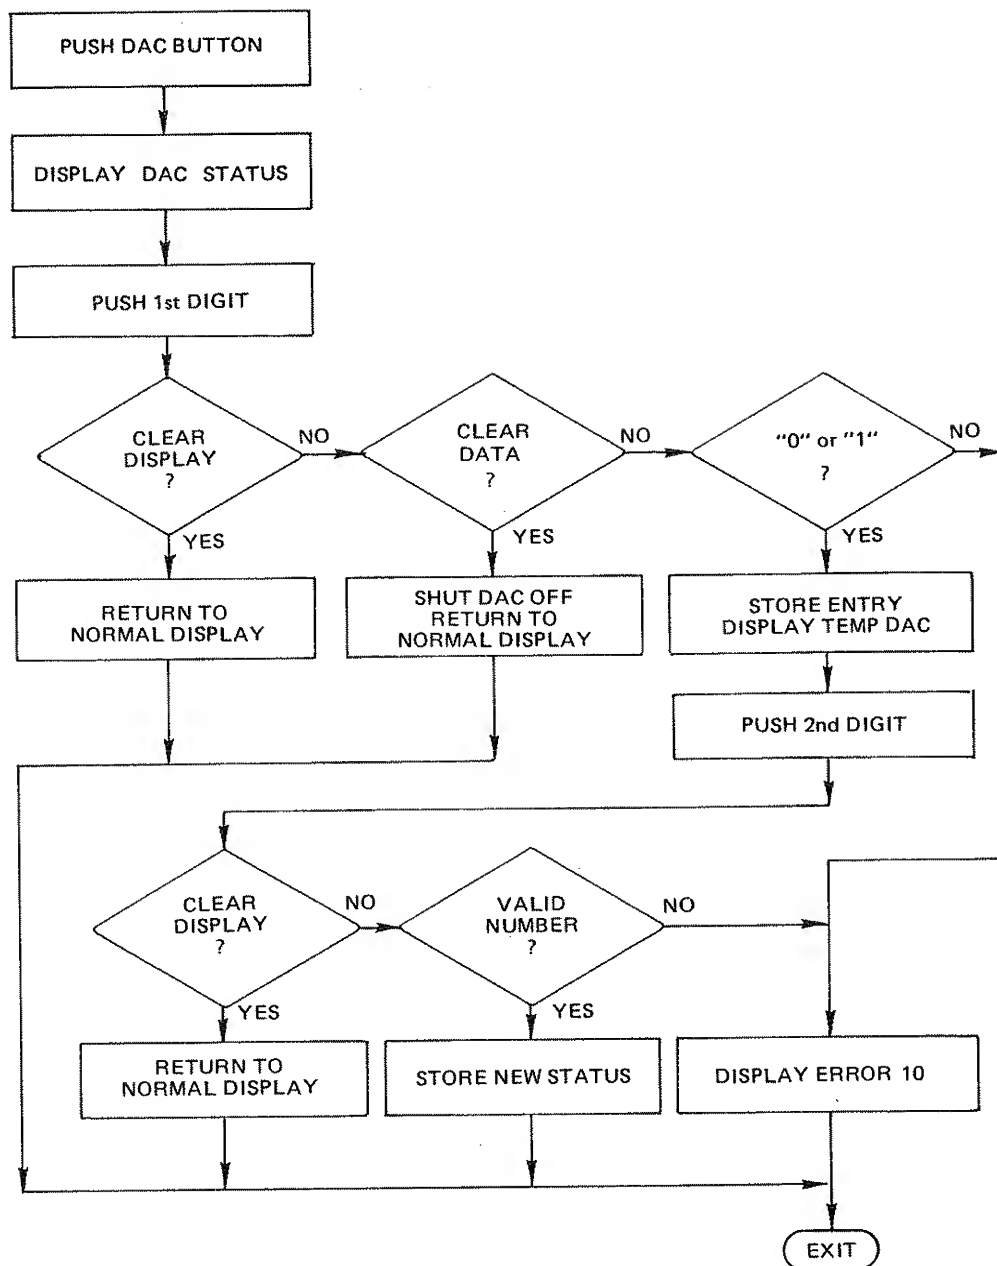 PUSH DAC BUTTON
DISPLAY DAC STATUS
PUSH 1st DIGIT
CLEAR
DISPLAY
?
NO
CLEAR
DATA
?
NO
"0" or "1"
?
NO
YES
YES
YES
RETURN TO
NORMAL DISPLAY
SHUT DAC OFF
RETURN TO
NORMAL DISPLAY
STORE ENTRY
DISPLAY TEMP DAC
PUSH 2nd DIGIT
CLEAR
DISPLAY
?
NO
VALID
NUMBER
?
NO
YES
YES
RETURN TO
NORMAL DISPLAY
STORE NEW STATUS
DISPLAY ERROR 10
EXIT